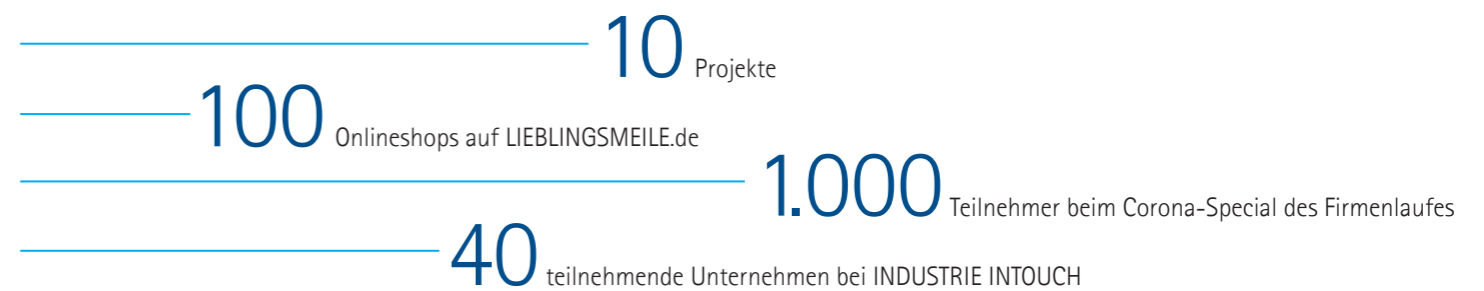 10 Projekte
100 Onlineshops auf LIEBLINGSMEILE.de
1.000 Teilnehmer beim Corona-Special des Firmenlaufes
40 teilnehmende Unternehmen bei INDUSTRIE INTOUCH